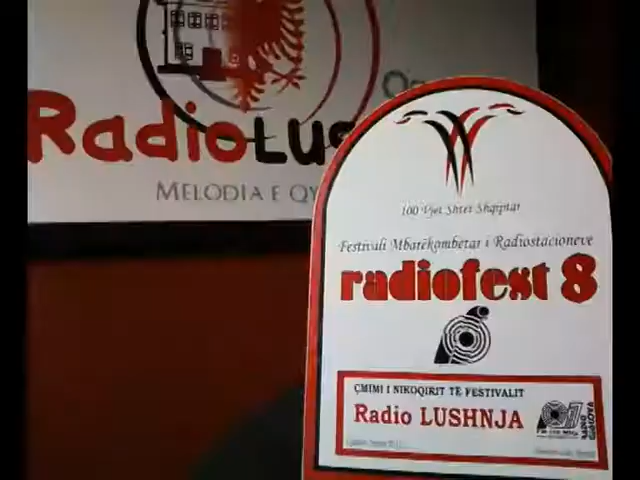 RadioLus
MELODIA E QY
100 Vjet Shtet Shqiptar
Festivali Mbarëkombëtar i Radiostacioneve
radiofest 8
ÇMIMI I NIKOQIRIT TË FESTIVALIT
Radio LUSHNJA